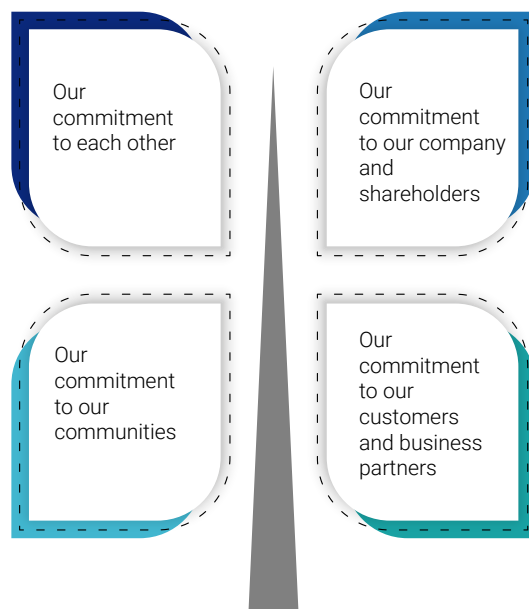 Our
commitment
to each other
Our
commitment
to our company
and
shareholders
Our
commitment
to our
communities
Our
commitment
to our
customers
and business
partners